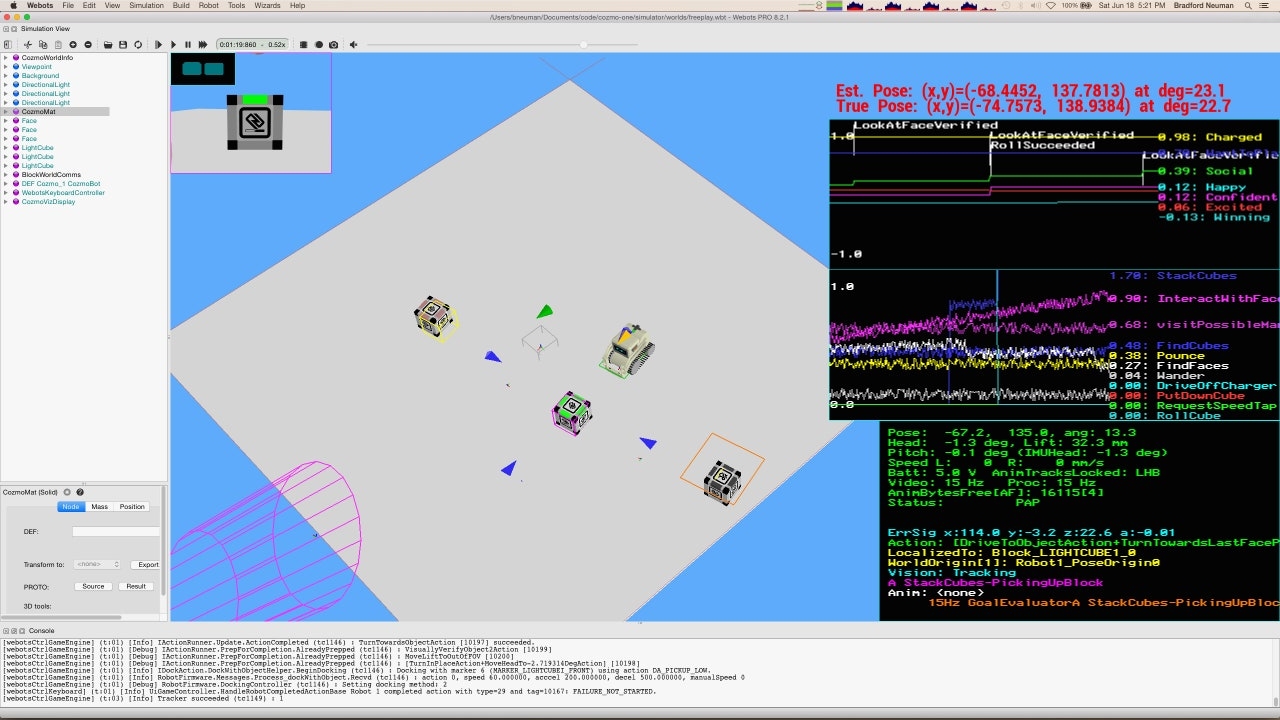 Webots File Edit View Simulation Build Robot Tools Wizards Help
100% Sat Jun 18 5:21 PM Bradford Neuman
/Users/bneuman/Documents/code/cozmo-one/simulator/worlds/freeplay.wbt - Webots PRO 8.2.1
Simulation View
0:01:19:860 - 0.52x
CozmoWorldInfo
Viewpoint
Background
DirectionalLight
DirectionalLight
DirectionalLight
CozmoMat
Face
Face
Face
LightCube
LightCube
LightCube
BlockWorldComms
DEF Cozmo_1 CozmoBot
WebotsKeyboardController
CozmoVizDisplay
Est. Pose: (x,y)=(-68.4452, 137.7813) at deg=23.1
True Pose: (x,y)=(-74.7573, 138.9384) at deg=22.7
LookAtFaceVerified
1.0
LookAtFaceVerified
0.98: Charged
RollSucceeded
LookAtFaceVerifie
0.39: Social
0.12: Happy
0.12: Confident
0.06: Excited
-0.13: Winning
-1.0
1.70: StackCubes
1.0
0.90: InteractWithFace
0.68: visitPossibleMa
0.48: FindCubes
0.38: Pounce
0.27: FindFaces
0.04: Wander
0.00: DriveOffCharger
0.00: PutDownCube
0.0
0.00: RequestSpeedTap
0.00: RollCube
Pose: -67.2, 135.0, ang: 13.3
Head: -1.3 deg, Lift: 32.3 mm
Pitch: -0.1 deg (IMUHead: -1.3 deg)
Speed L: 0 R: 0 mm/s
Batt: 5.0 V AnimTracksLocked: LHB
Video: 15 Hz Proc: 15 Hz
AnimBytesFree[AF]: 16115[4]
Status: PAP
ErrSig x:114.0 y:-3.2 z:22.6 a:-0.01
Action: [DriveToObjectAction+TurnTowardsLastFaceP
LocalizedTo: Block_LIGHTCUBE1_0
WorldOrigin[1]: Robot1_PoseOrigin0
Vision: Tracking
A StackCubes-PickingUpBlock
Anim: <none>
15Hz GoalEvaluatorA StackCubes-PickingUpBloc
CozmoMat (Solid)
Node Mass Position
DEF:
Transform to: <none> Export
PROTO: Source Result
3D tools:
Console
[webotsCtrlGameEngine] (t:01) [Info] IActionRunner.Update.ActionCompleted (tc1146) : TurnTowardsObjectAction [10197] succeeded.
[webotsCtrlGameEngine] (t:01) [Debug] IActionRunner.PrepForCompletion.AlreadyPrepped (tc1146) : VisuallyVerifyObject2Action [10199]
[webotsCtrlGameEngine] (t:01) [Debug] IActionRunner.PrepForCompletion.AlreadyPrepped (tc1146) : MoveLiftToOutOfFOV [10200]
[webotsCtrlGameEngine] (t:01) [Debug] IActionRunner.PrepForCompletion.AlreadyPrepped (tc1146) : [TurnInPlaceAction+MoveHeadTo-2.719314DegAction] [10198]
[webotsCtrlGameEngine] (t:01) [Info] IDockAction.DockWithObjectHelper.BeginDocking (tc1146) : Docking with marker 6 (MARKER_LIGHTCUBEI_FRONT) using action DA_PICKUP_LOW.
[webotsCtrlGameEngine] (t:01) [Info] RobotFirmware.Messages.Process_dockWithObject.Recvd (tc1146) : action 0, speed 60.000000, acccel 200.000000, decel 500.000000, manualSpeed 0
[webotsCtrlGameEngine] (t:01) [Debug] RobotFirmware.DockingController (tc1146) : Setting docking method: 2
[webotsCtrlKeyboard] (t:01) [Info] UiGameController.HandleRobotCompletedActionBase Robot 1 completed action with type=29 and tag=10167: FAILURE_NOT_STARTED.
[webotsCtrlGameEngine] (t:03) [Info] Tracker succeeded (tc1149) : 1